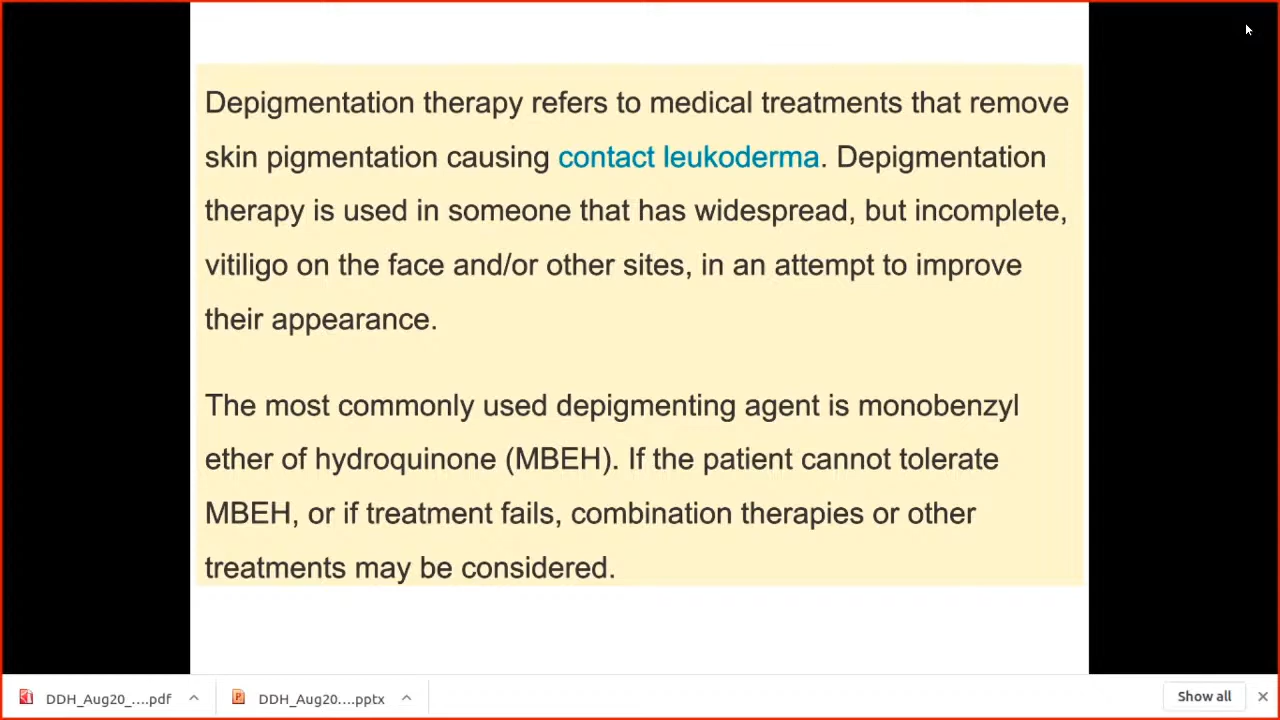 Depigmentation therapy refers to medical treatments that remove
skin pigmentation causing contact leukoderma. Depigmentation
therapy is used in someone that has widespread, but incomplete,
vitiligo on the face and/or other sites, in an attempt to improve
their appearance.
The most commonly used depigmenting agent is monobenzyl
ether of hydroquinone (MBEH). If the patient cannot tolerate
MBEH, or if treatment fails, combination therapies or other
treatments may be considered.
DDH_Aug20_....pdf
DDH_Aug20....pptx
Show all